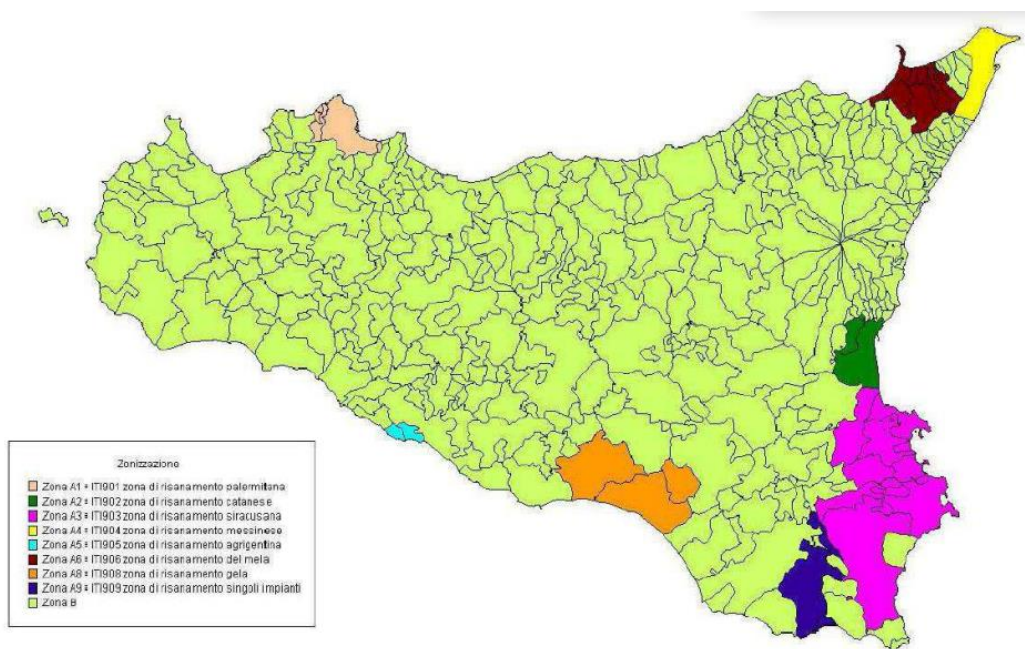 Zonizzazione
Zona A1 = IT1901 zona di risanamento palermitana
Zona A2 = IT1902 zona di risanamento catanese
Zona A3 = IT1903 zona di risanamento siracusana
Zona A4 = IT1904 zona di risanamento messinese
Zona A5 = IT1905 zona di risanamento agrigentina
Zona A6 = IT1906 zona di risanamento del mela
Zona A8 = IT1908 zona di risanamento gela
Zona A9 = IT1909 zona di risanamento singoli impianti
Zona B